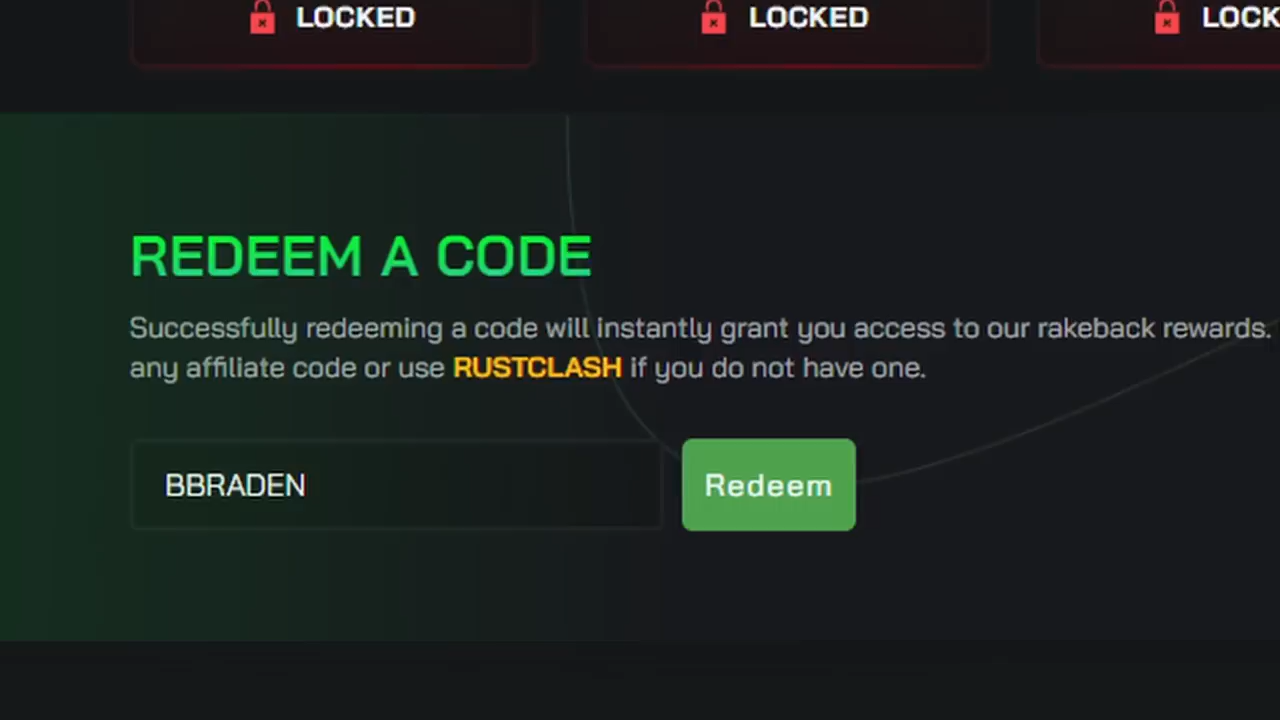 LOCKED LOCKED LOCK
REDEEM A CODE
Successfully redeeming a code will instantly grant you access to our rakeback rewards.
any affiliate code or use RUSTCLASH if you do not have one.
BBRADEN Redeem